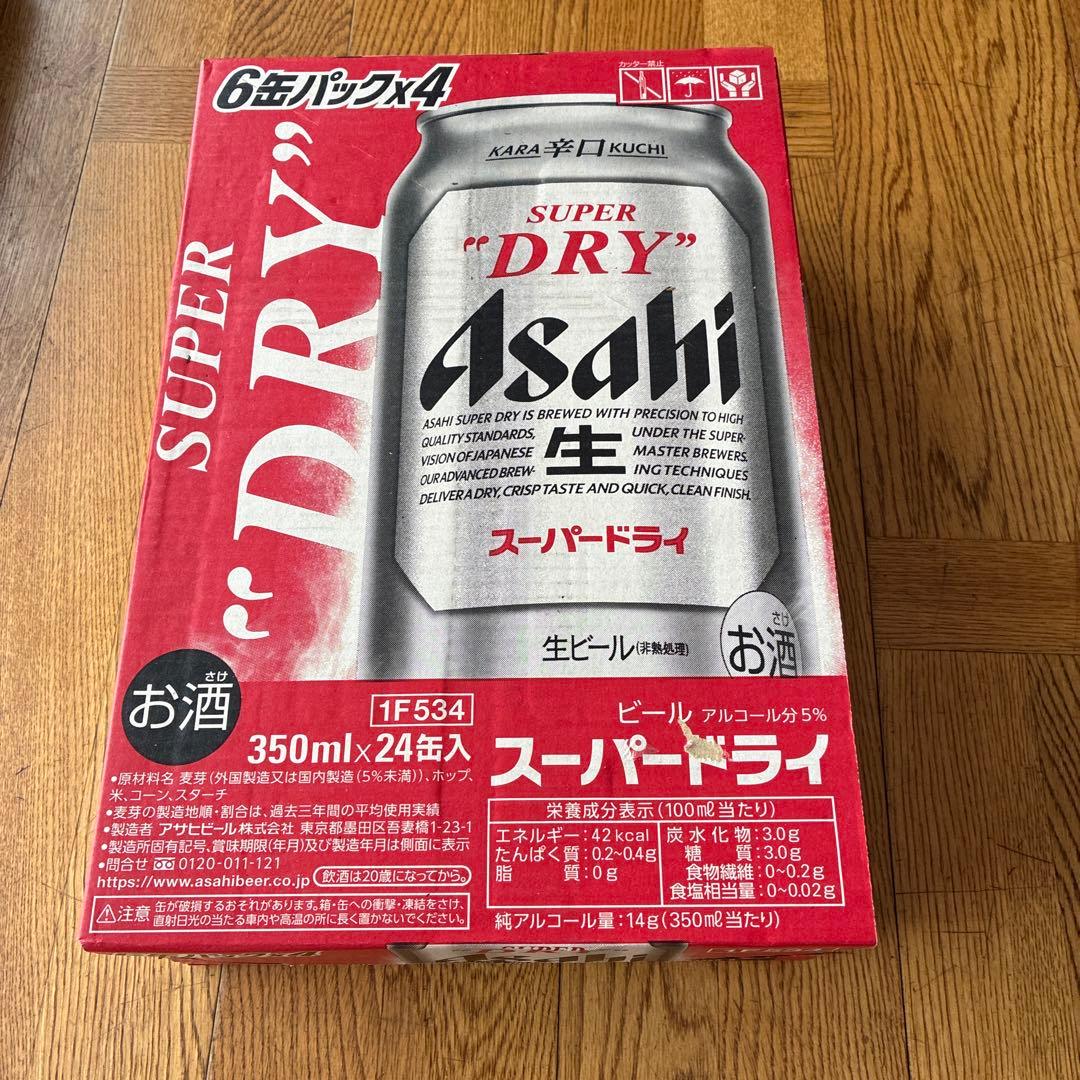 6缶パックx4
カッター禁止
SUPER
"DRY"
KARA 辛口 KUCHI
SUPER
"DRY"
Asahi
ASAHI SUPER DRY IS BREWED WITH PRECISION TO HIGH
QUALITY STANDARDS, UNDER THE SUPER-
VISION OF JAPANESE MASTER BREWERS.
生
OUR ADVANCED BREW- ING TECHNIQUES
DELIVER A DRY, CRISP TASTE AND QUICK, CLEAN FINISH.
スーパードライ
生ビール(非熱処理)
さけ
お酒
さけ
お酒
1F534
350ml×24缶入
ビール アルコール分5%
スーパードライ
•原材料名 麦芽(外国製造又は国内製造(5%未満))、ホップ、
米、コーン、スターチ
•麦芽の製造地順・割合は、過去三年間の平均使用実績
•製造者 アサヒビール株式会社 東京都墨田区吾妻橋1-23-1
•製造所固有記号、賞味期限(年月)及び製造年月は側面に表示
•問合せ 0120-011-121
https://www.asahibeer.co.jp 飲酒は20歳になってから。
注意 缶が破損するおそれがあります。箱・缶への衝撃・凍結をさけ、
直射日光の当たる車内や高温の所に長く置かないでください。
栄養成分表示(100ml当たり)
エネルギー:42kcal
たんぱく質:0.2~0.4g
脂質:0g
炭水化物:3.0g
糖質:3.0g
食物繊維:0~0.2g
食塩相当量:0~0.02g
純アルコール量:14g(350ml当たり)
SUPER
Asahi